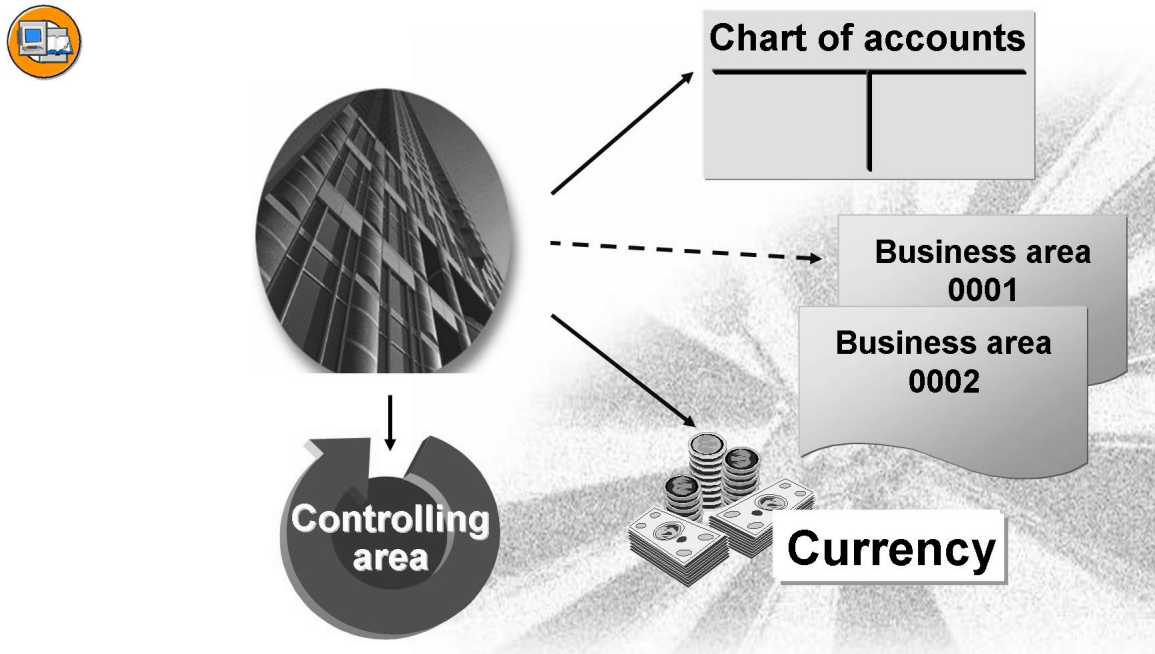 Chart of accounts
Business area
0001
Business area
0002
Controlling
area
Currency